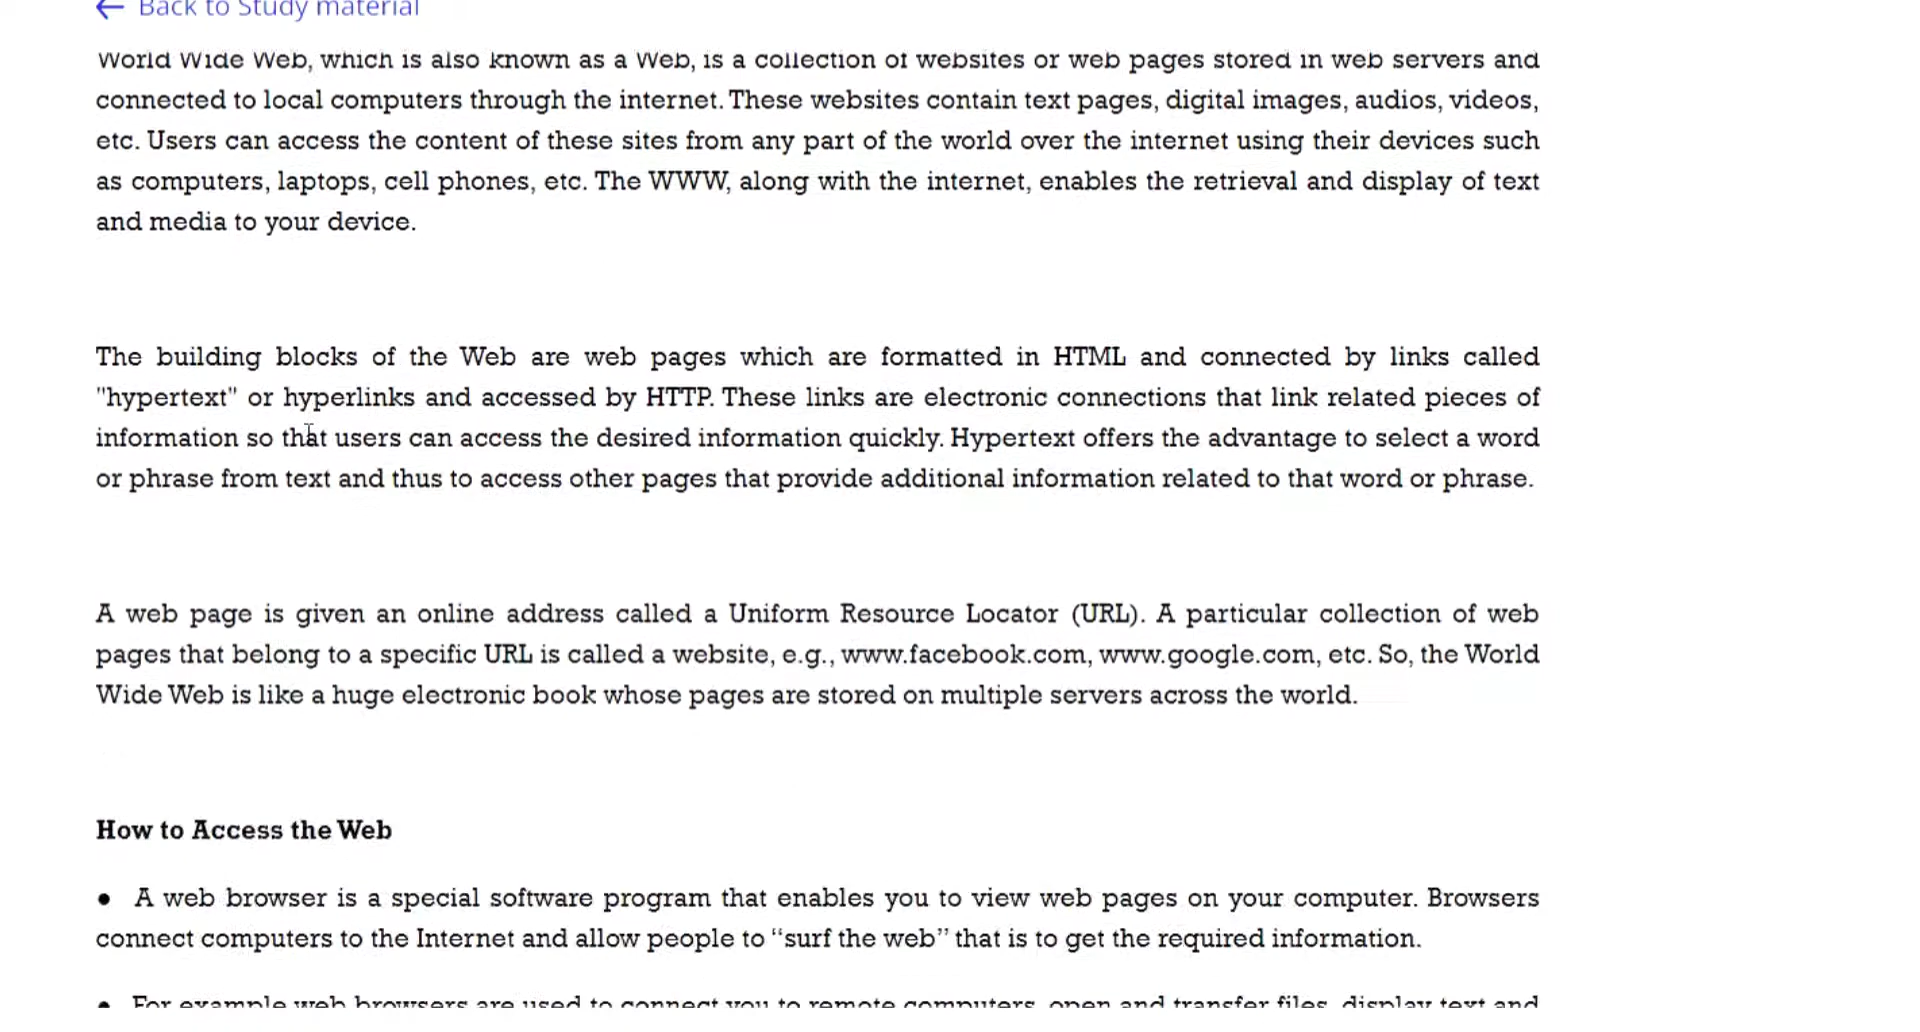 ← Back to Study material
World Wide Web, which is also known as a Web, is a collection of websites or web pages stored in web servers and
connected to local computers through the internet. These websites contain text pages, digital images, audios, videos,
etc. Users can access the content of these sites from any part of the world over the internet using their devices such
as computers, laptops, cell phones, etc. The WWW, along with the internet, enables the retrieval and display of text
and media to your device.
The building blocks of the Web are web pages which are formatted in HTML and connected by links called
"hypertext" or hyperlinks and accessed by HTTP. These links are electronic connections that link related pieces of
information so that users can access the desired information quickly. Hypertext offers the advantage to select a word
or phrase from text and thus to access other pages that provide additional information related to that word or phrase.
A web page is given an online address called a Uniform Resource Locator (URL). A particular collection of web
pages that belong to a specific URL is called a website, e.g., www.facebook.com, www.google.com, etc. So, the World
Wide Web is like a huge electronic book whose pages are stored on multiple servers across the world.
How to Access the Web
● A web browser is a special software program that enables you to view web pages on your computer. Browsers
connect computers to the Internet and allow people to “surf the web” that is to get the required information.
● For example web browsers are used to connect you to remote computers, open and transfer files, display text and